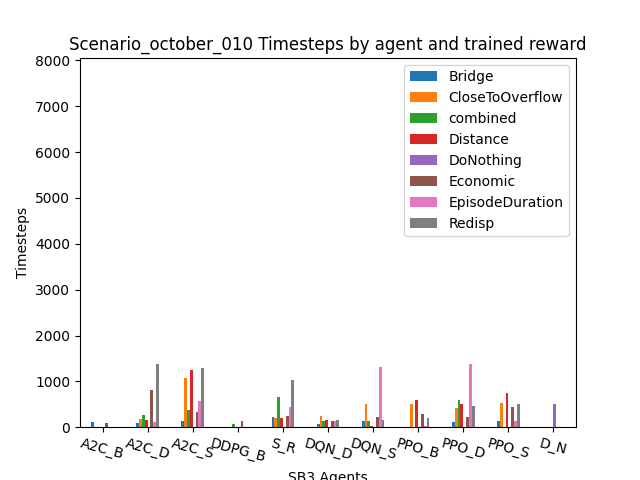 Scenario_october_010 Timesteps by agent and trained reward
8000
7000
6000
5000
4000
3000
2000
1000
0
Timesteps
Bridge
CloseToOverflow
combined
Distance
DoNothing
Economic
EpisodeDuration
Redisp
A2C_B
A2C_D
A2C_S
DDPG_B
S_R
DQN_D
DQN_S
PPO_B
PPO_D
PPO_S
D_N
SB3 Agents